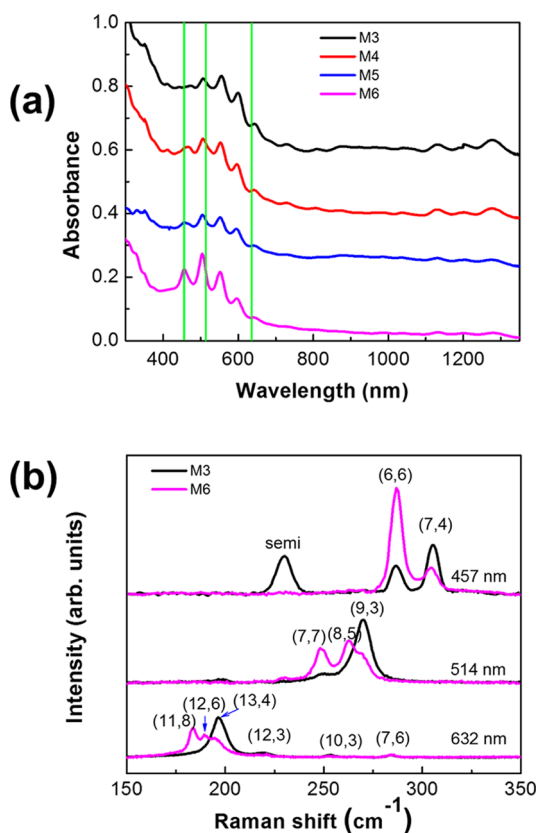 (a)
M3
M4
M5
M6
Absorbance
1.0
0.8
0.6
0.4
0.2
0.0
400 600 800 1000 1200
Wavelength (nm)
(b)
M3
M6
Intensity (arb. units)
(6,6)
(7,4)
semi
457 nm
(9,3)
(7,7) (8,5)
514 nm
(13,4)
(12,6)
(11,8)
(12,3)
(10,3) (7,6) 632 nm
150 200 250 300 350
Raman shift (cm⁻¹)